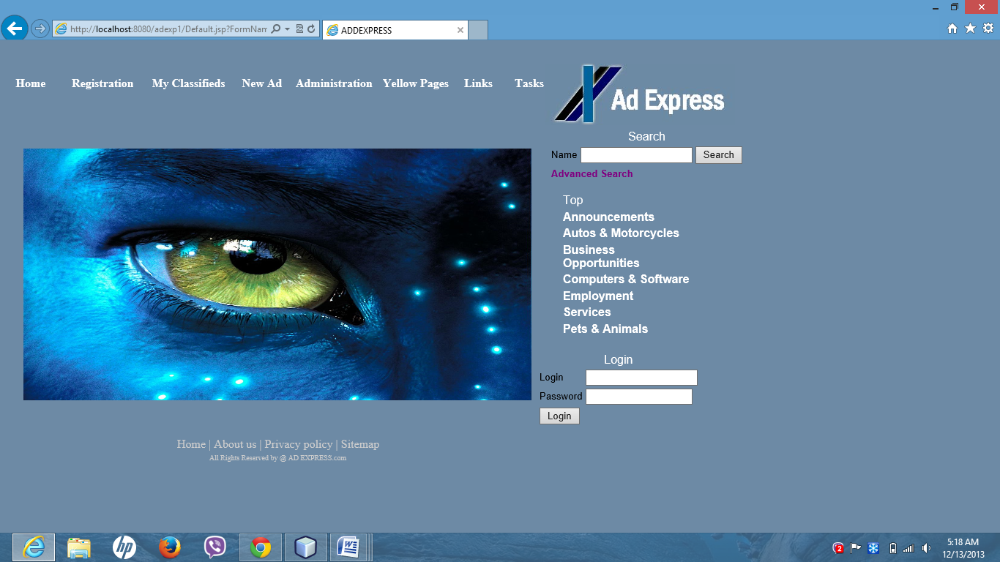 http://localhost:8080/adexp1/Default.jsp?FormNam
ADDEXPRESS
Home Registration My Classifieds New Ad Administration Yellow Pages Links Tasks
Ad Express
Search
Name Search
Advanced Search
Top
Announcements
Autos & Motorcycles
Business
Opportunities
Computers & Software
Employment
Services
Pets & Animals
Login
Login
Password
Login
Home | About us | Privacy policy | Sitemap
All Rights Reserved by @ AD EXPRESS.com
hp
W
2
5:18 AM
12/13/2013